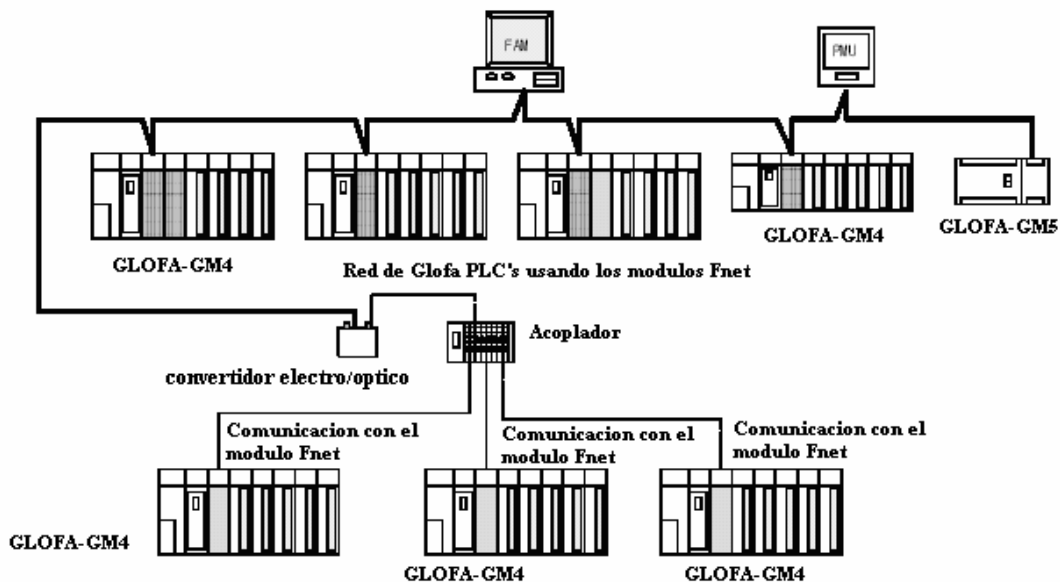 FAM
PMU
GLOFA-GM4
GLOFA-GM4
GLOFA-GM5
Red de Glofa PLC's usando los modulos Fnet
Acoplador
convertidor electro/optico
Comunicacion con el
modulo Fnet
Comunicacion con el
modulo Fnet
Comunicacion con el
modulo Fnet
GLOFA-GM4
GLOFA-GM4
GLOFA-GM4